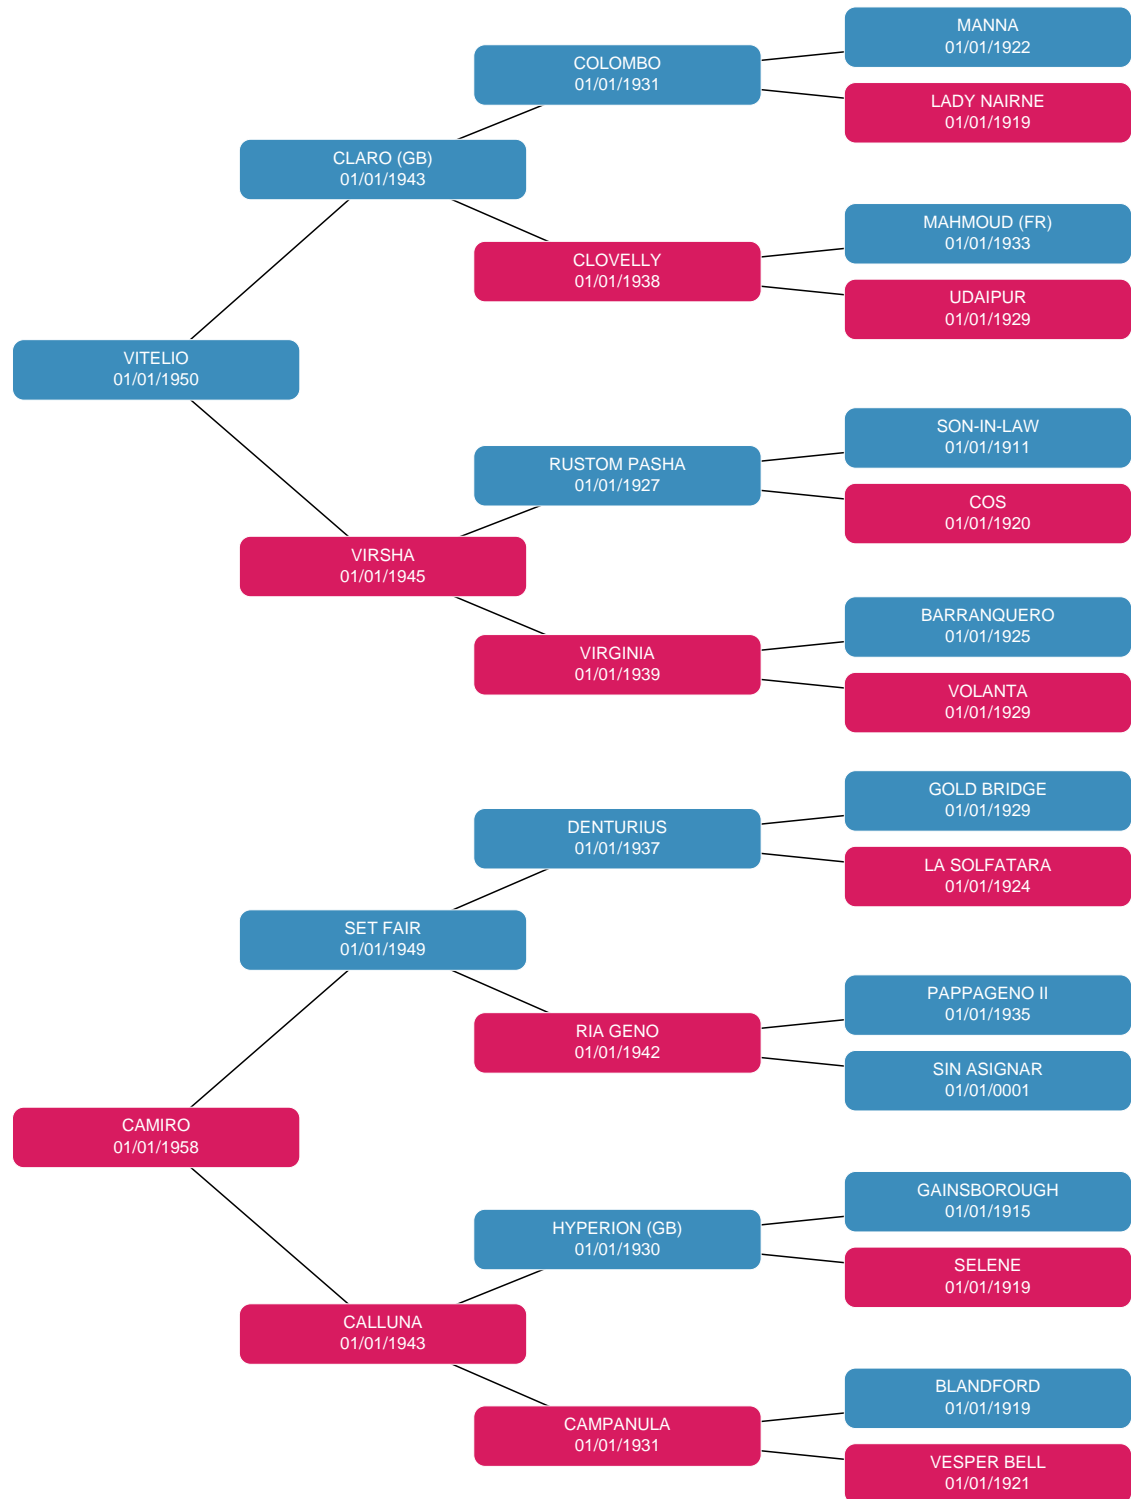 MANNA
01/01/1922
COLOMBO
01/01/1931
LADY NAIRNE
01/01/1919
CLARO (GB)
01/01/1943
MAHMOUD (FR)
01/01/1933
CLOVELLY
01/01/1938
UDAIPUR
01/01/1929
VITELIO
01/01/1950
SON-IN-LAW
01/01/1911
RUSTOM PASHA
01/01/1927
COS
01/01/1920
VIRSHA
01/01/1945
BARRANQUERO
01/01/1925
VIRGINIA
01/01/1939
VOLANTA
01/01/1929
GOLD BRIDGE
01/01/1929
DENTURIUS
01/01/1937
LA SOLFATARA
01/01/1924
SET FAIR
01/01/1949
PAPPAGENO II
01/01/1935
RIA GENO
01/01/1942
SIN ASIGNAR
01/01/0001
CAMIRO
01/01/1958
GAINSBOROUGH
01/01/1915
HYPERION (GB)
01/01/1930
SELENE
01/01/1919
CALLUNA
01/01/1943
BLANDFORD
01/01/1919
CAMPANULA
01/01/1931
VESPER BELL
01/01/1921